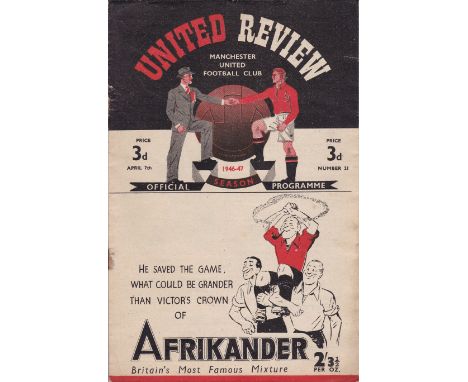 UNITED REVIEW
MANCHESTER
UNITED
FOOTBALL CLUB
PRICE
3d
APRIL 7th
PRICE
3d
NUMBER 21
1946-47
SEASON
OFFICIAL PROGRAMME
HE SAVED THE GAME,
WHAT COULD BE GRANDER
THAN VICTOR'S CROWN
OF
AFRIKANDER
2/3½
PER OZ.
Britain's Most Famous Mixture